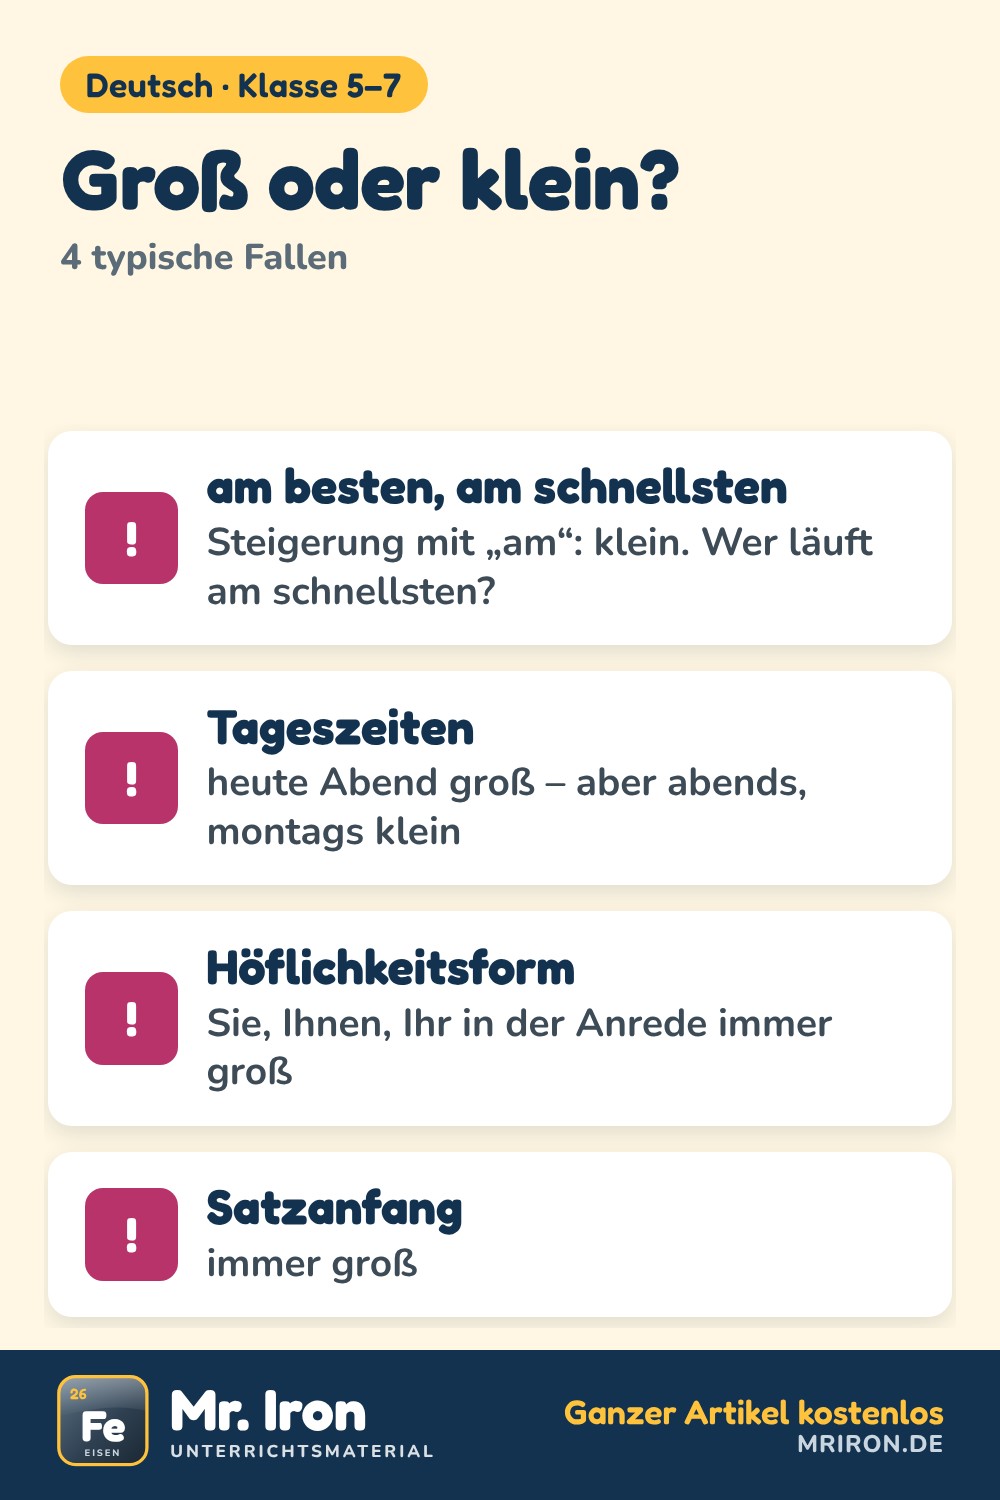 Deutsch · Klasse 5–7
Groß oder klein?
4 typische Fallen
!
am besten, am schnellsten
Steigerung mit „am“: klein. Wer läuft
am schnellsten?
!
Tageszeiten
heute Abend groß – aber abends,
montags klein
!
Höflichkeitsform
Sie, Ihnen, Ihr in der Anrede immer
groß
!
Satzanfang
immer groß
26
Fe
EISEN
Mr. Iron
UNTERRICHTSMATERIAL
Ganzer Artikel kostenlos
MRIRON.DE